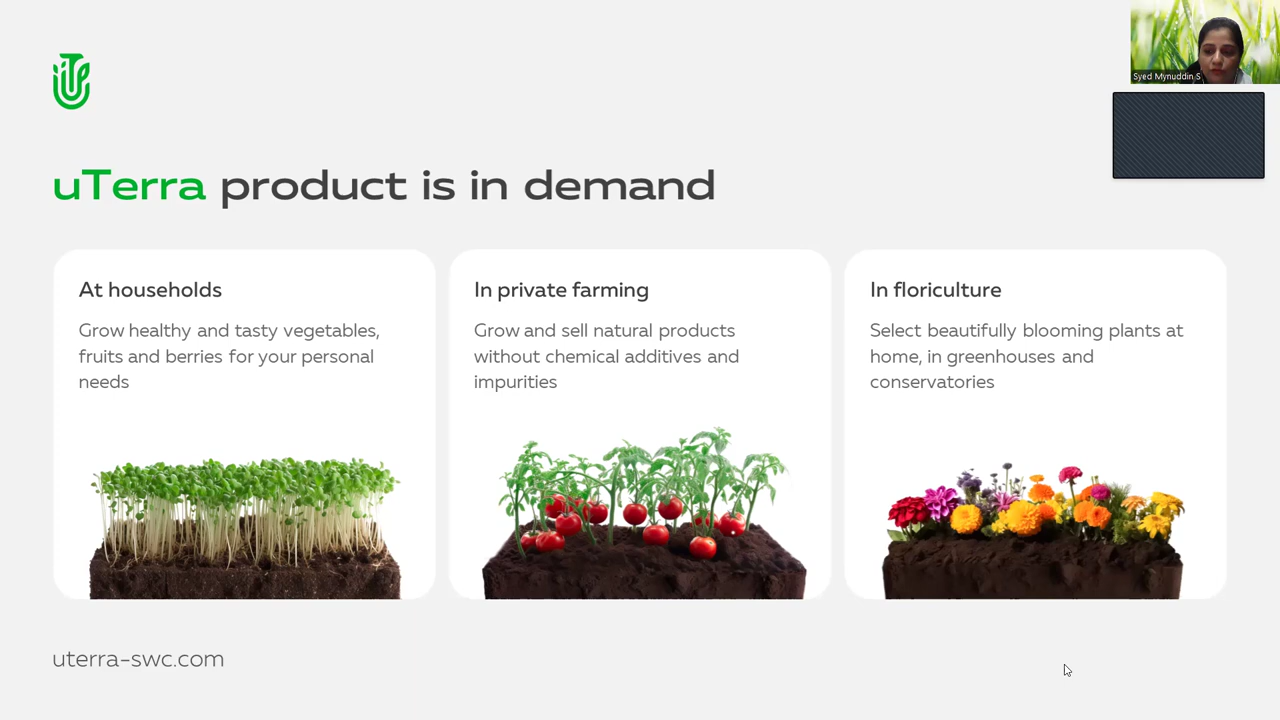 Syed Mynuddin S
uTerra product is in demand
At households
Grow healthy and tasty vegetables,
fruits and berries for your personal
needs
In private farming
Grow and sell natural products
without chemical additives and
impurities
In floriculture
Select beautifully blooming plants at
home, in greenhouses and
conservatories
uterra-swc.com